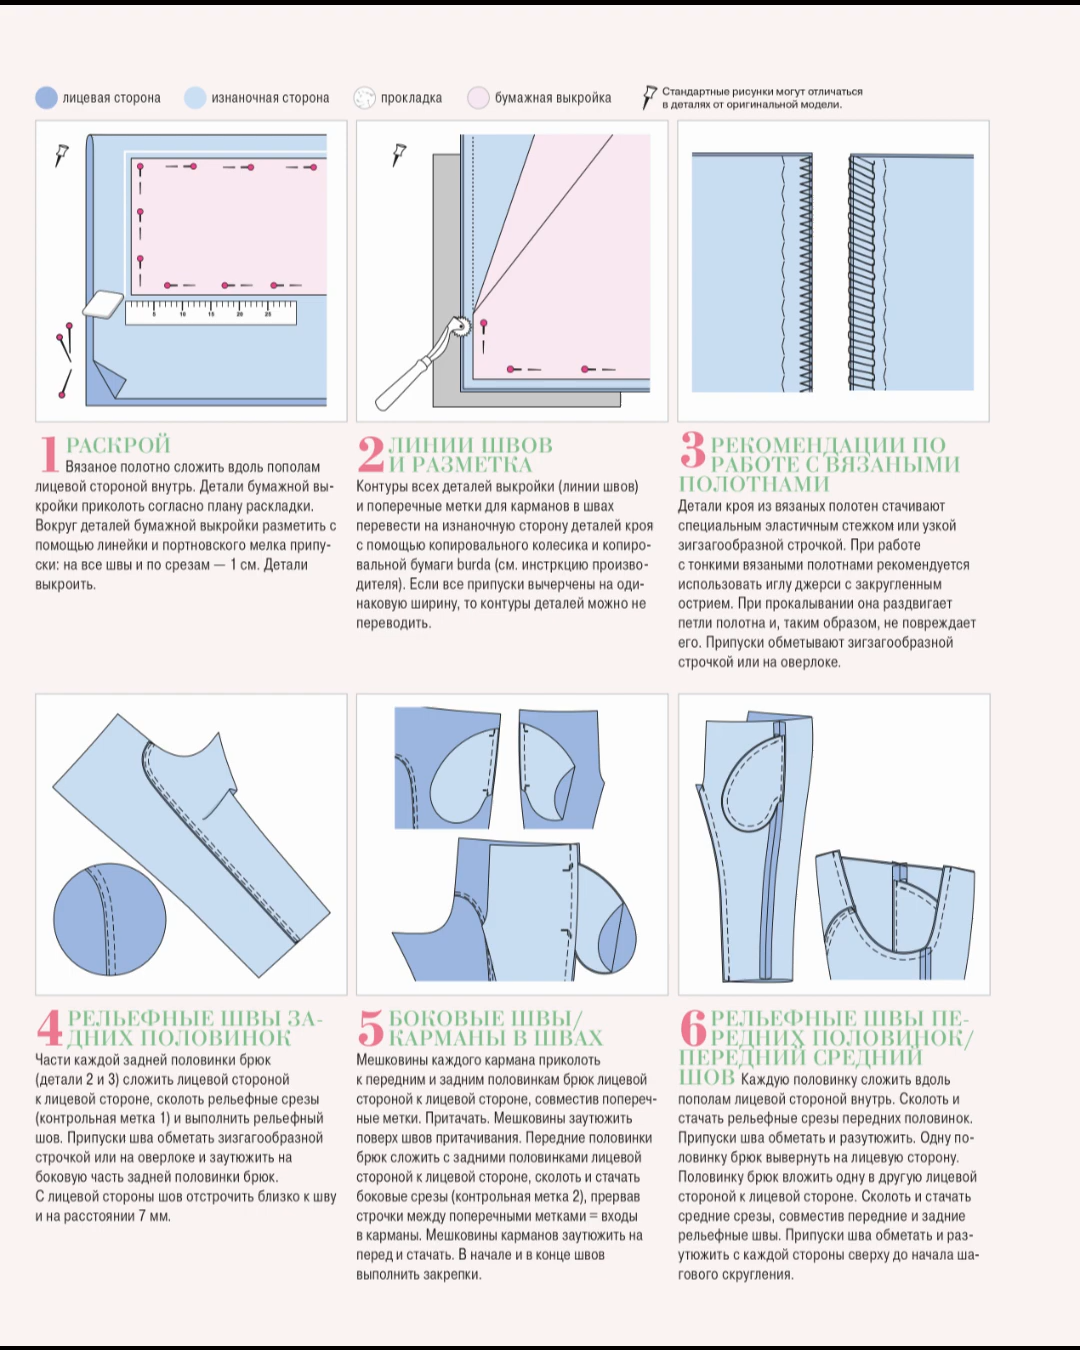 лицевая сторона
изнаночная сторона
прокладка
бумажная выкройка
Стандартные рисунки могут отличаться
в деталях от оригинальной модели.
5 10 15 20 25
1 РАСКРОЙ
Вязаное полотно сложить вдоль пополам
лицевой стороной внутрь. Детали бумажной вы-
кройки приколоть согласно плану раскладки.
Вокруг деталей бумажной выкройки разметить с
помощью линейки и портновского мелка припу-
ски: на все швы и по срезам — 1 см. Детали
выкроить.
2 ЛИНИИ ШВОВ
И РАЗМЕТКА
Контуры всех деталей выкройки (линии швов)
и поперечные метки для карманов в швах
перевести на изнаночную сторону деталей кроя
с помощью копировального колесика и копиро-
вальной бумаги burda (см. инстркцию произво-
дителя). Если все припуски вычерчены на оди-
наковую ширину, то контуры деталей можно не
переводить.
3 РЕКОМЕНДАЦИИ ПО
РАБОТЕ С ВЯЗАНЫМИ
ПОЛОТНАМИ
Детали кроя из вязаных полотен стачивают
специальным эластичным стежком или узкой
зигзагообразной строчкой. При работе
с тонкими вязаными полотнами рекомендуется
использовать иглу джерси с закругленным
острием. При прокалывании она раздвигает
петли полотна и, таким образом, не повреждает
его. Припуски обметывают зигзагообразной
строчкой или на оверлоке.
4 РЕЛЬЕФНЫЕ ШВЫ ЗА-
ДНИХ ПОЛОВИНОК
Части каждой задней половинки брюк
(детали 2 и 3) сложить лицевой стороной
к лицевой стороне, сколоть рельефные срезы
(контрольная метка 1) и выполнить рельефный
шов. Припуски шва обметать зизгагообразной
строчкой или на оверлоке и заутюжить на
боковую часть задней половинки брюк.
С лицевой стороны шов отстрочить близко к шву
и на расстоянии 7 мм.
5 БОКОВЫЕ ШВЫ/
КАРМАНЫ В ШВАХ
Мешковины каждого кармана приколоть
к передним и задним половинкам брюк лицевой
стороной к лицевой стороне, совместив попереч-
ные метки. Притачать. Мешковины заутюжить
поверх швов притачивания. Передние половинки
брюк сложить с задними половинками лицевой
стороной к лицевой стороне, сколоть и стачать
боковые срезы (контрольная метка 2), прервав
строчки между поперечными метками = входы
в карманы. Мешковины карманов заутюжить на
перед и стачать. В начале и в конце швов
выполнить закрепки.
6 РЕЛЬЕФНЫЕ ШВЫ ПЕ-
РЕДНИХ ПОЛОВИНОК/
ПЕРЕДНИЙ СРЕДНИЙ
ШОВ Каждую половинку сложить вдоль
пополам лицевой стороной внутрь. Сколоть и
стачать рельефные срезы передних половинок.
Припуски шва обметать и разутюжить. Одну по-
ловинку брюк вывернуть на лицевую сторону.
Половинку брюк вложить одну в другую лицевой
стороной к лицевой стороне. Сколоть и стачать
средние срезы, совместив передние и задние
рельефные швы. Припуски шва обметать и раз-
утюжить с каждой стороны сверху до начала ша-
гового скругления.